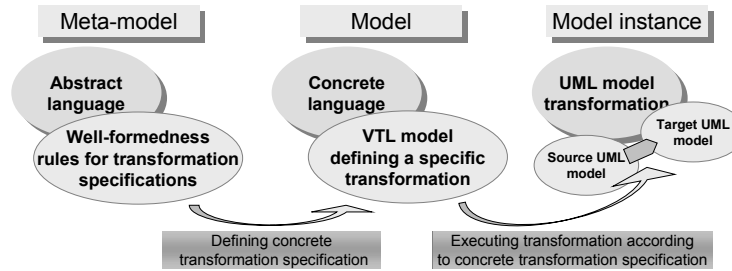 Meta-model
Model
Model instance
Abstract
language
Well-formedness
rules for transformation
specifications
Concrete
language
VTL model
defining a specific
transformation
UML model
transformation
Target UML
model
Source UML
model
Defining concrete
transformation specification
Executing transformation according
to concrete transformation specification